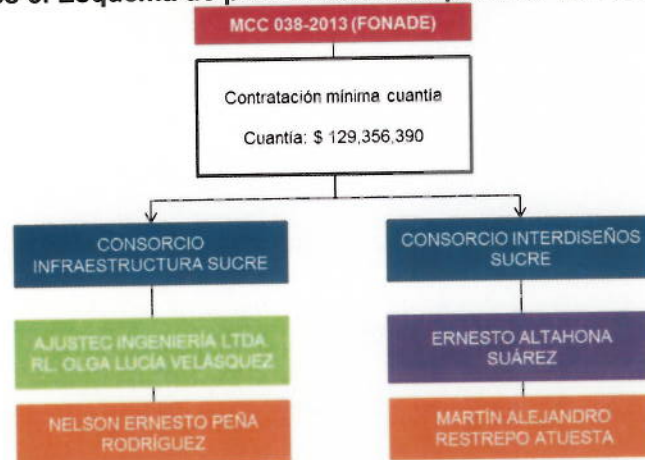 MCC 038-2013 (FONADE)
Contratación mínima cuantía
Cuantía: $ 129,356,390
CONSORCIO
INFRAESTRUCTURA SUCRE
CONSORCIO INTERDISEÑOS
SUCRE
AJUSTEC INGENIERÍA LTDA
RL. OLGA LUCÍA VELÁSQUEZ
ERNESTO ALTAHONA
SUÁREZ
NELSON ERNESTO PEÑA
RODRÍGUEZ
MARTÍN ALEJANDRO
RESTREPO ATUESTA